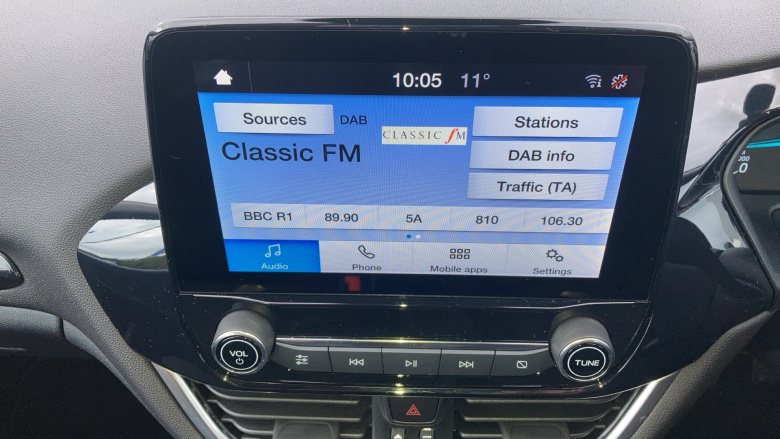 10:05 11°
Sources DAB CLASSIC fM Stations
Classic FM DAB info
Traffic (TA)
BBC R1 89.90 5A 810 106.30
Audio Phone Mobile apps Settings
VOL TUNE
300